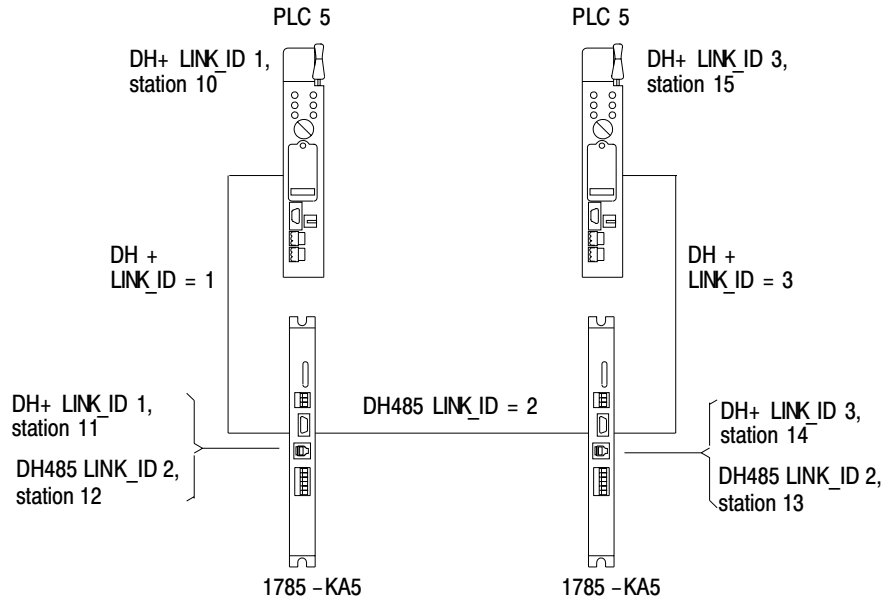 PLC 5
PLC 5
DH+ LINK_ID 1,
station 10
DH+ LINK_ID 3,
station 15
DH +
LINK_ID = 1
DH +
LINK_ID = 3
DH+ LINK_ID 1,
station 11
DH485 LINK_ID 2,
station 12
DH485 LINK_ID = 2
DH+ LINK_ID 3,
station 14
DH485 LINK_ID 2,
station 13
1785 –KA5
1785 –KA5